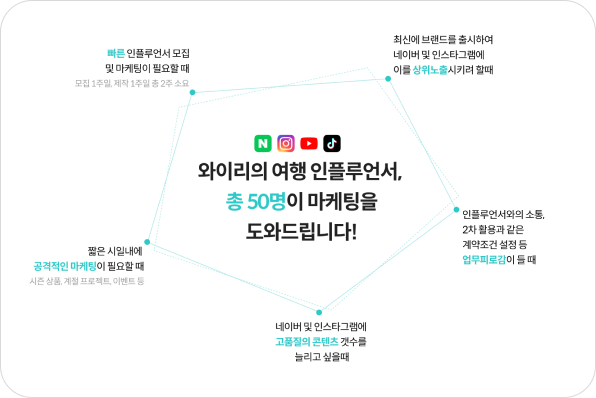 빠른 인플루언서 모집
및 마케팅이 필요할 때
모집 1주일, 제작 1주일 총 2주 소요
최신에 브랜드를 출시하여
네이버 및 인스타그램에
이를 상위노출시키려 할때
N
와이리의 여행 인플루언서,
총 50명이 마케팅을
도와드립니다!
인플루언서와의 소통,
2차 활용과 같은
계약조건 설정 등
업무피로감이 들 때
짧은 시일내에
공격적인 마케팅이 필요할 때
시즌 상품, 계절 프로젝트, 이벤트 등
네이버 및 인스타그램에
고품질의 콘텐츠 갯수를
늘리고 싶을때